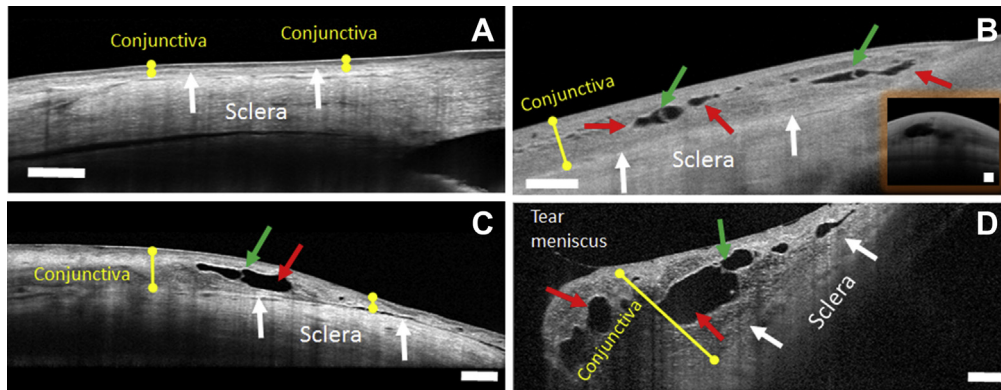 A
Conjunctiva
Conjunctiva
Sclera
B
Conjunctiva
Sclera
C
Conjunctiva
Sclera
D
Tear
meniscus
Conjunctiva
Sclera